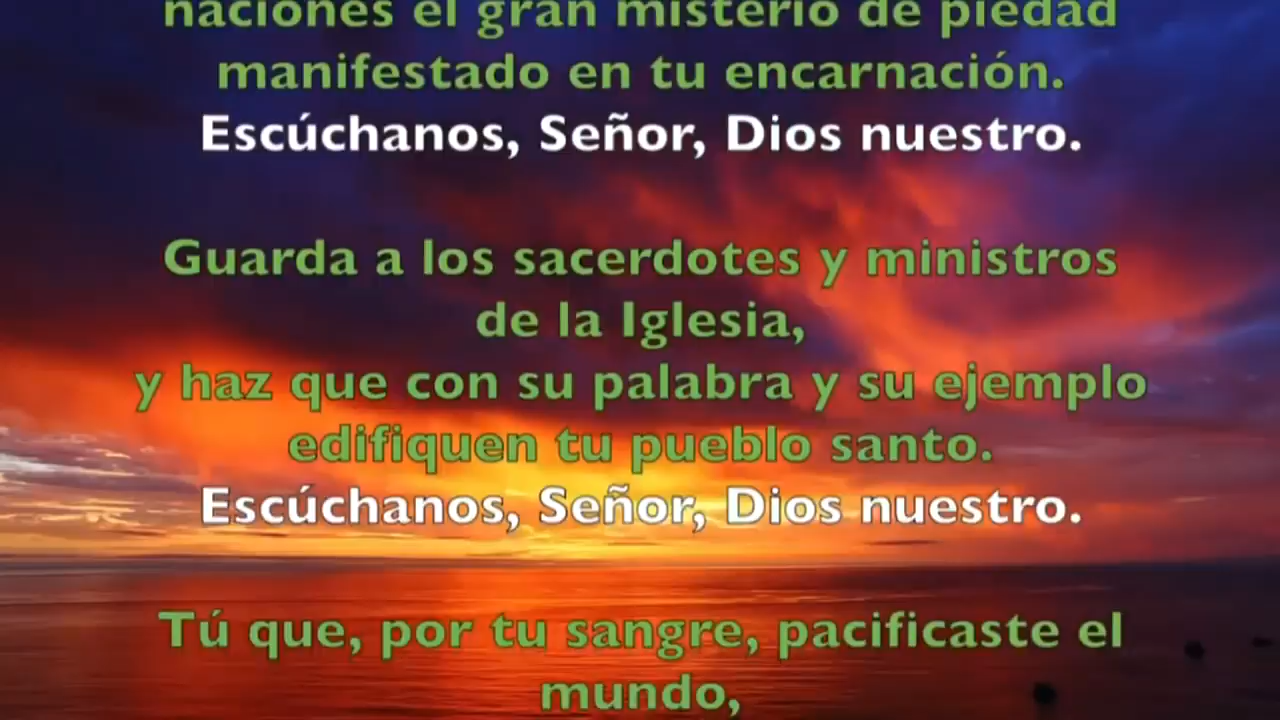 naciones el gran misterio de piedad
manifestado en tu encarnación.
Escúchanos, Señor, Dios nuestro.
Guarda a los sacerdotes y ministros
de la Iglesia,
y haz que con su palabra y su ejemplo
edifiquen tu pueblo santo.
Escúchanos, Señor, Dios nuestro.
Tú que, por tu sangre, pacificaste el
mundo,